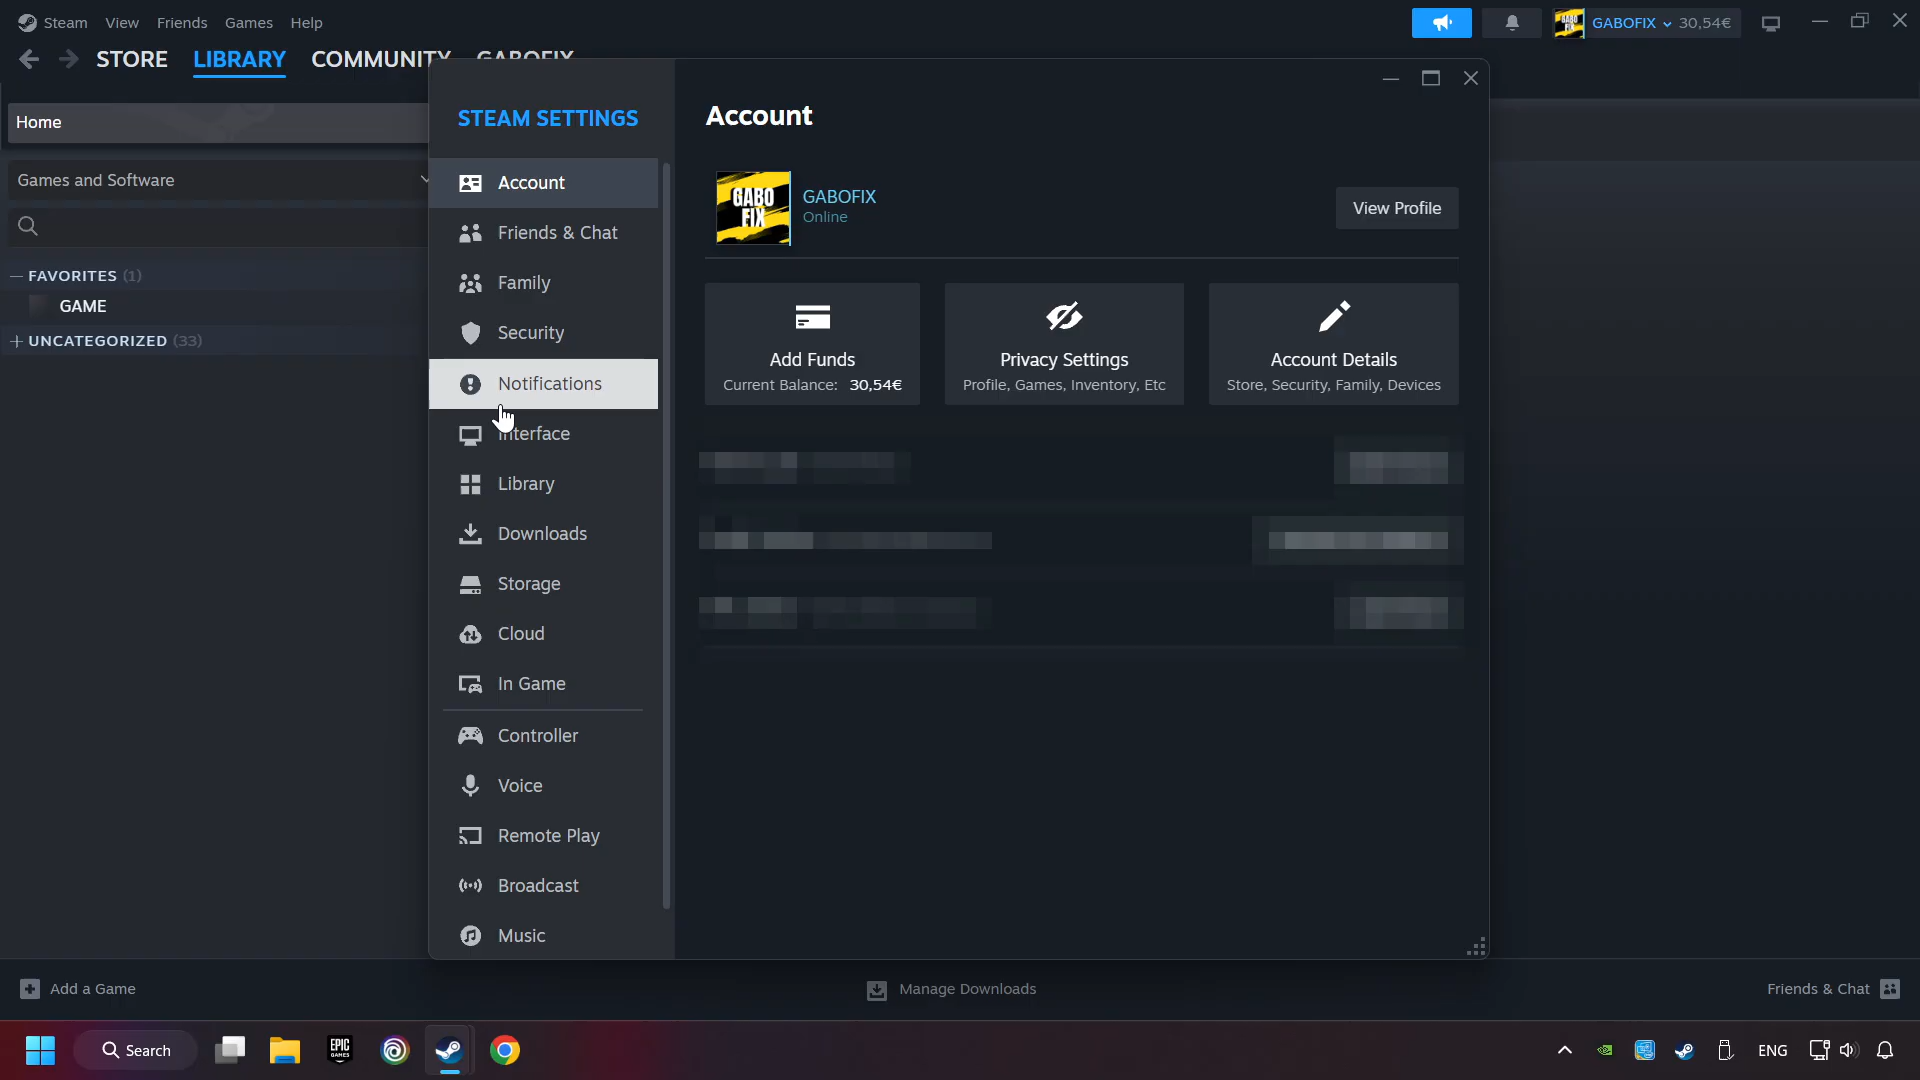 Steam View Friends Games Help
GABOFIX 30,54€
STORE LIBRARY COMMUNITY GABOFIX
Home
Games and Software
— FAVORITES (1)
GAME
+ UNCATEGORIZED (33)
STEAM SETTINGS
Account
Friends & Chat
Family
Security
Notifications
Interface
Library
Downloads
Storage
Cloud
In Game
Controller
Voice
Remote Play
Broadcast
Music
Account
GABO
FIX
GABOFIX
Online
View Profile
Add Funds
Current Balance: 30,54€
Privacy Settings
Profile, Games, Inventory, Etc
Account Details
Store, Security, Family, Devices
Add a Game
Manage Downloads
Friends & Chat
Search
EPIC
GAMES
ENG